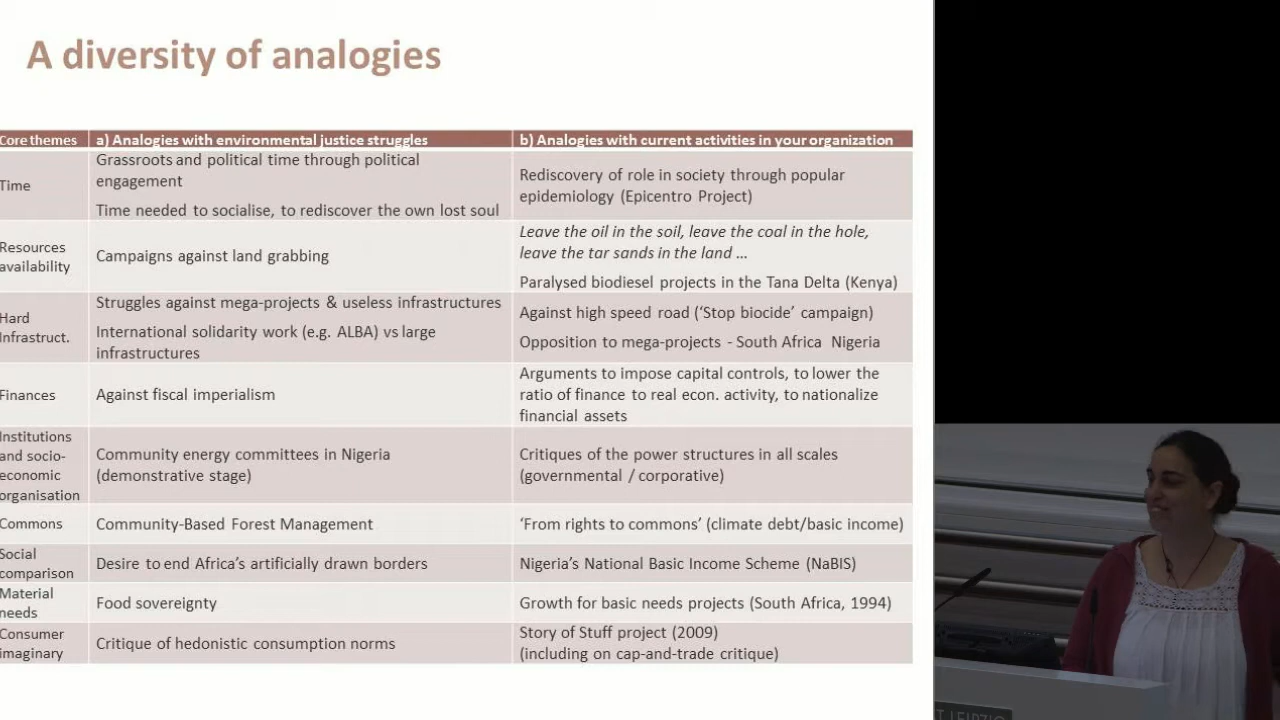 A diversity of analogies
Core themes
a) Analogies with environmental justice struggles
b) Analogies with current activities in your organization
Time
Grassroots and political time through political
engagement
Time needed to socialise, to rediscover the own lost soul
Rediscovery of role in society through popular
epidemiology (Epicentro Project)
Resources
availability
Campaigns against land grabbing
Leave the oil in the soil, leave the coal in the hole,
leave the tar sands in the land ...
Paralysed biodiesel projects in the Tana Delta (Kenya)
Hard
Infrastruct.
Struggles against mega-projects & useless infrastructures
International solidarity work (e.g. ALBA) vs large
infrastructures
Against high speed road (‘Stop biocide’ campaign)
Opposition to mega-projects - South Africa Nigeria
Finances
Against fiscal imperialism
Arguments to impose capital controls, to lower the
ratio of finance to real econ. activity, to nationalize
financial assets
Institutions
and socio-
economic
organisation
Community energy committees in Nigeria
(demonstrative stage)
Critiques of the power structures in all scales
(governmental / corporative)
Commons
Community-Based Forest Management
‘From rights to commons’ (climate debt/basic income)
Social
comparison
Desire to end Africa’s artificially drawn borders
Nigeria’s National Basic Income Scheme (NaBIS)
Material
needs
Food sovereignty
Growth for basic needs projects (South Africa, 1994)
Consumer
imaginary
Critique of hedonistic consumption norms
Story of Stuff project (2009)
(including on cap-and-trade critique)
T LEIPZIG